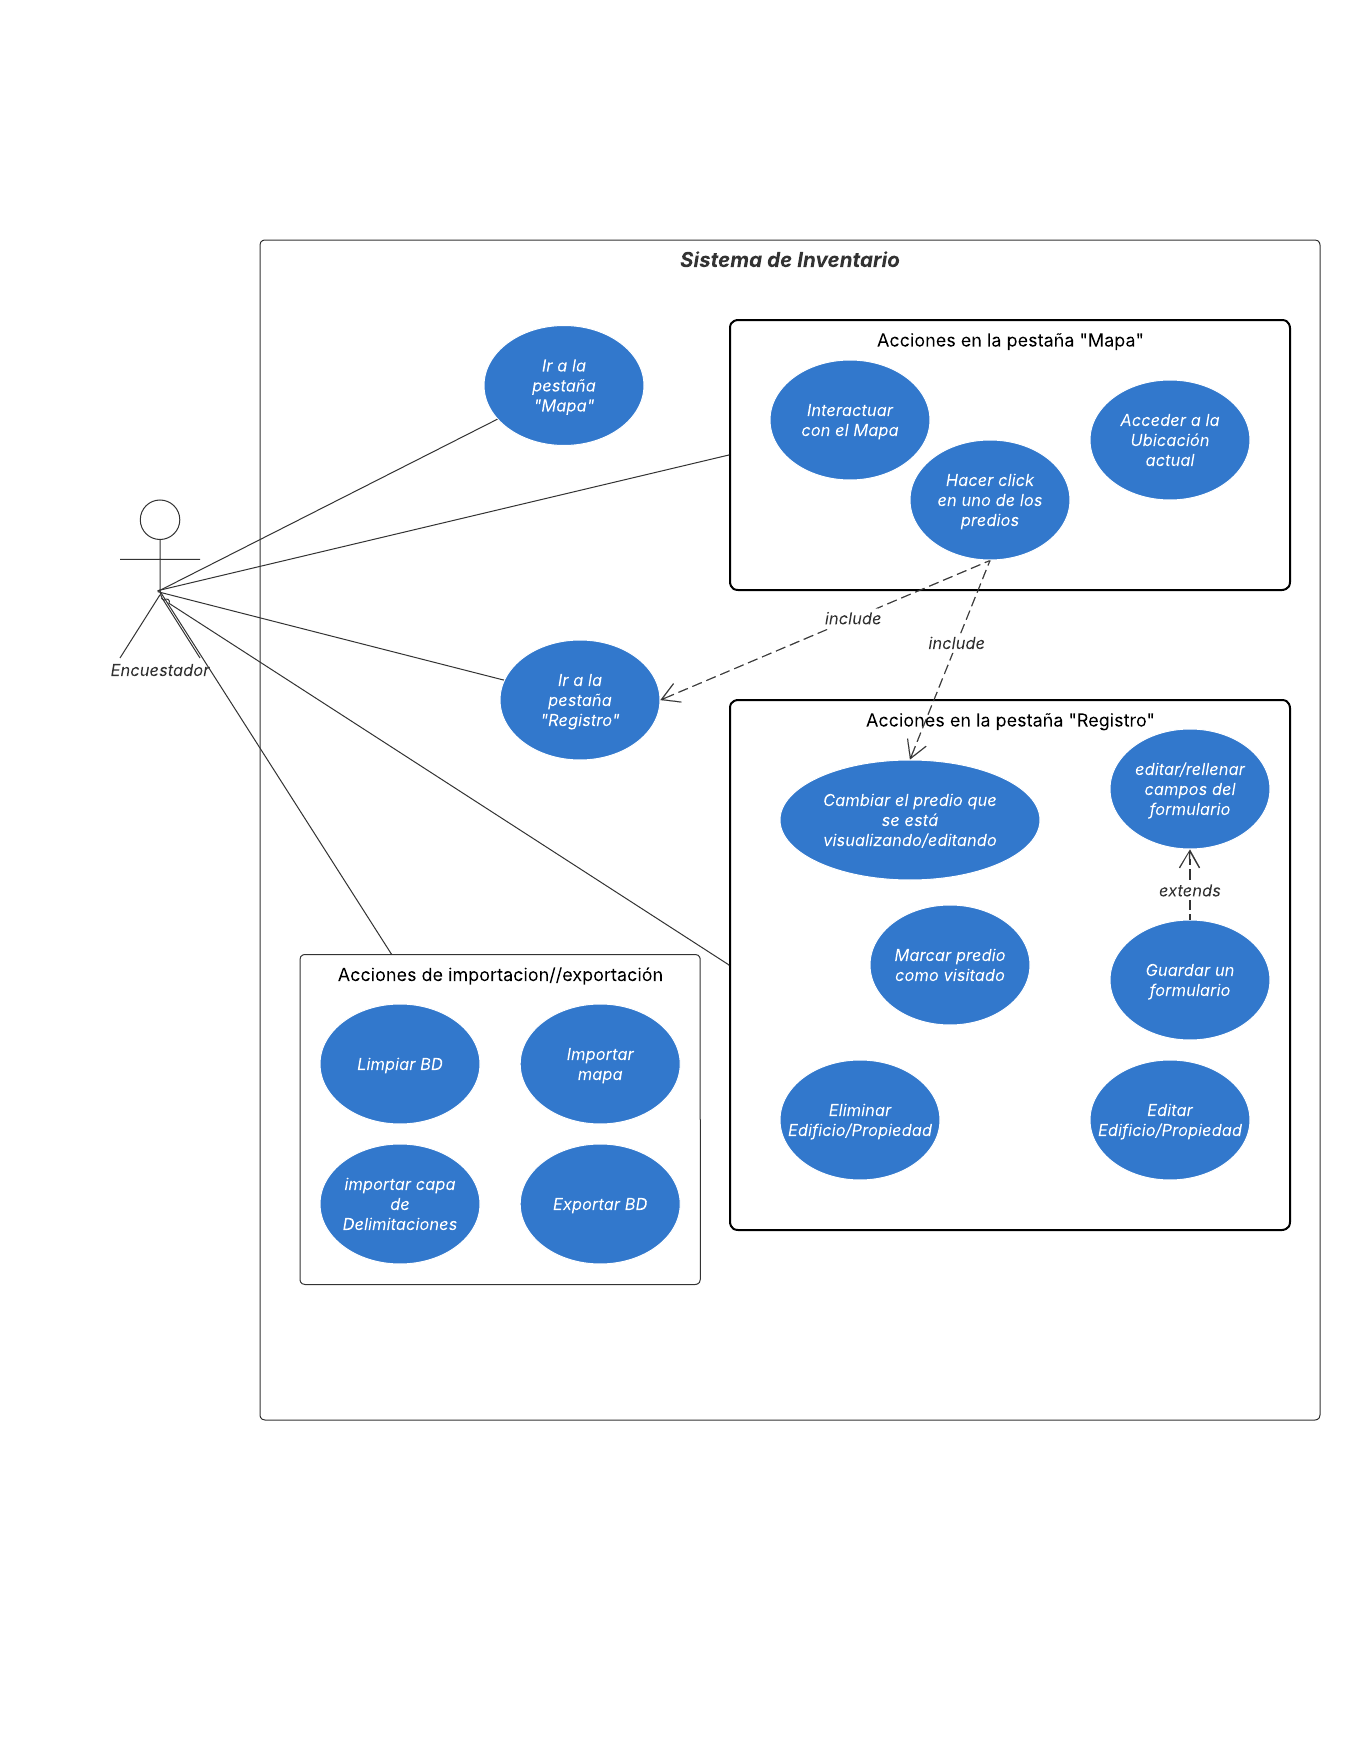 Sistema de Inventario
Ir a la
pestaña
"Mapa"
Acciones en la pestaña "Mapa"
Interactuar
con el Mapa
Hacer click
en uno de los
predios
Acceder a la
Ubicación
actual
Encuestador
include
include
Ir a la
pestaña
"Registro"
Acciones en la pestaña "Registro"
Cambiar el predio que
se está
visualizando/editando
editar/rellenar
campos del
formulario
extends
Marcar predio
como visitado
Guardar un
formulario
Eliminar
Edificio/Propiedad
Editar
Edificio/Propiedad
Acciones de importacion//exportación
Limpiar BD
Importar
mapa
importar capa
de
Delimitaciones
Exportar BD